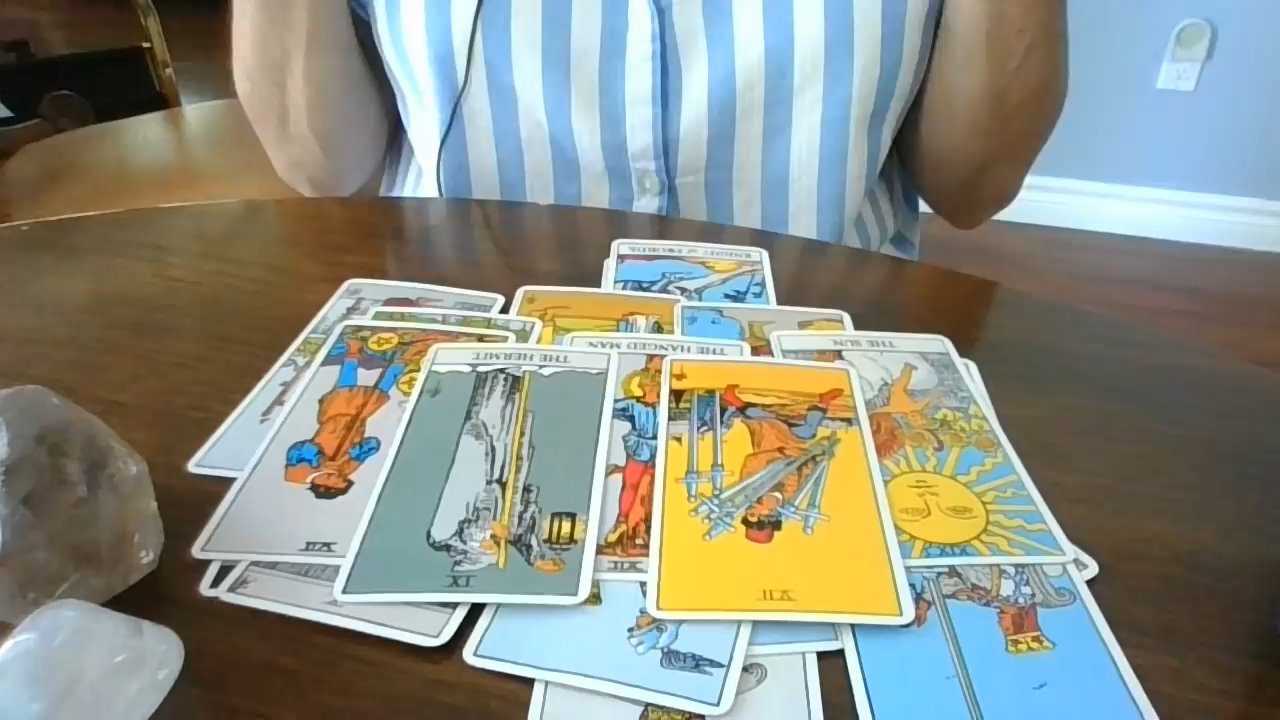 KNIGHT of SWORDS.
THE HANGED MAN.
THE SUN.
THE HERMIT.
XIX
VII
XII
IX
VII